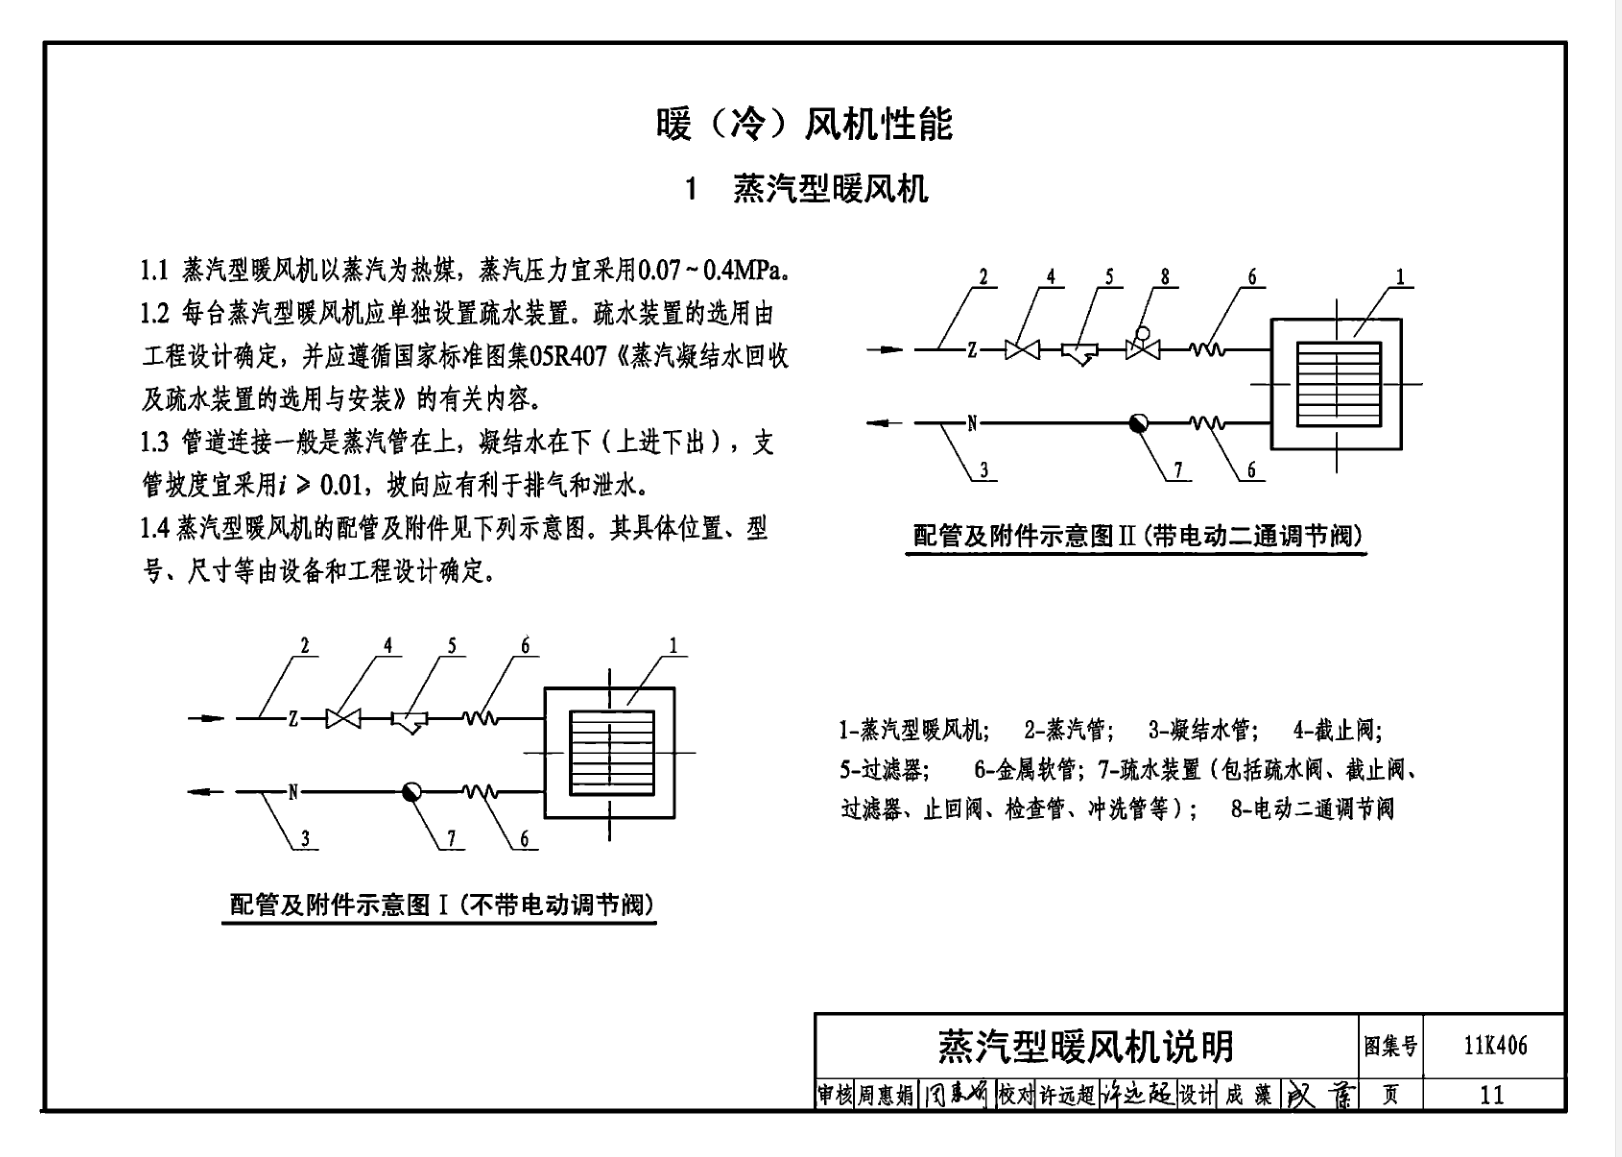 暖（冷）风机性能
1 蒸汽型暖风机
1.1 蒸汽型暖风机以蒸汽为热媒，蒸汽压力宜采用0.07～0.4MPa。
1.2 每台蒸汽型暖风机应单独设置疏水装置。疏水装置的选用由
工程设计确定，并应遵循国家标准图集05R407《蒸汽凝结水回收
及疏水装置的选用与安装》的有关内容。
1.3 管道连接一般是蒸汽管在上，凝结水在下（上进下出），支
管坡度宜采用i ≥ 0.01，坡向应有利于排气和泄水。
1.4 蒸汽型暖风机的配管及附件见下列示意图。其具体位置、型
号、尺寸等由设备和工程设计确定。
2 4 5 6 1
Z
N
3 7 6
配管及附件示意图Ⅰ(不带电动调节阀)
2 4 5 8 6 1
Z
N
3 7 6
配管及附件示意图Ⅱ(带电动二通调节阀)
1-蒸汽型暖风机； 2-蒸汽管； 3-凝结水管； 4-截止阀；
5-过滤器； 6-金属软管；7-疏水装置（包括疏水阀、截止阀、
过滤器、止回阀、检查管、冲洗管等）； 8-电动二通调节阀
蒸汽型暖风机说明 图集号 11K406
审核 周惠娟 周惠娟 校对 许远超 许远超 设计 成 藻 成 藻 页 11